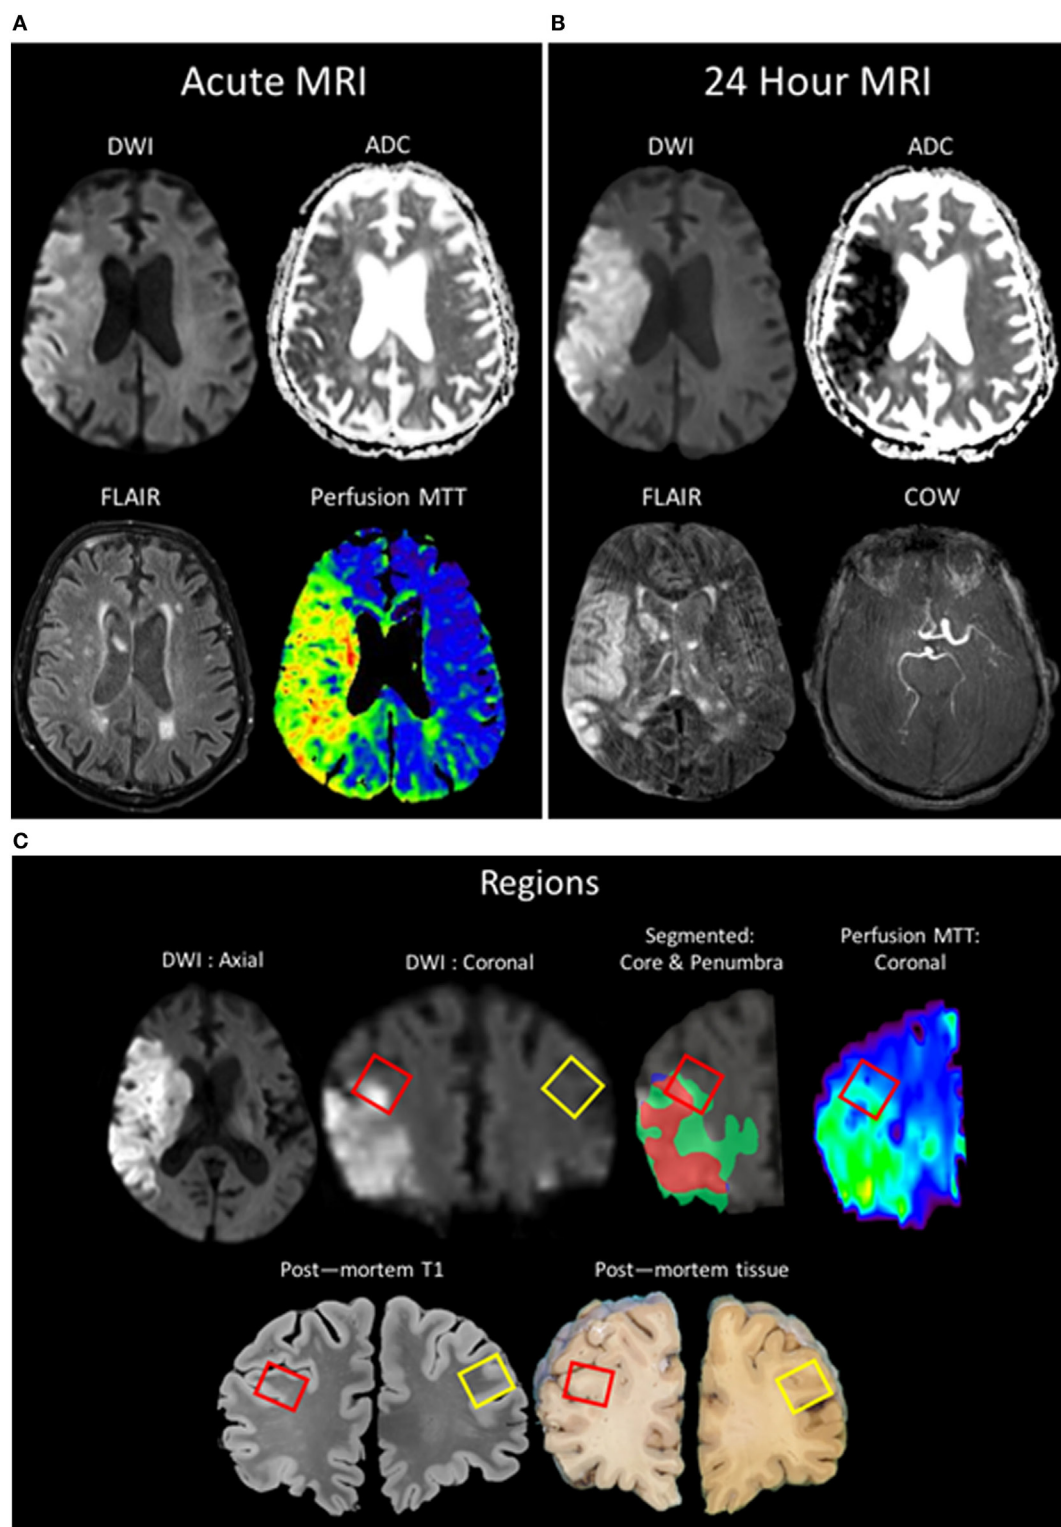 A
B
Acute MRI
24 Hour MRI
DWI
ADC
DWI
ADC
FLAIR
Perfusion MTT
FLAIR
COW
C
Regions
DWI : Axial
DWI : Coronal
Segmented:
Core & Penumbra
Perfusion MTT:
Coronal
Post—mortem T1
Post—mortem tissue